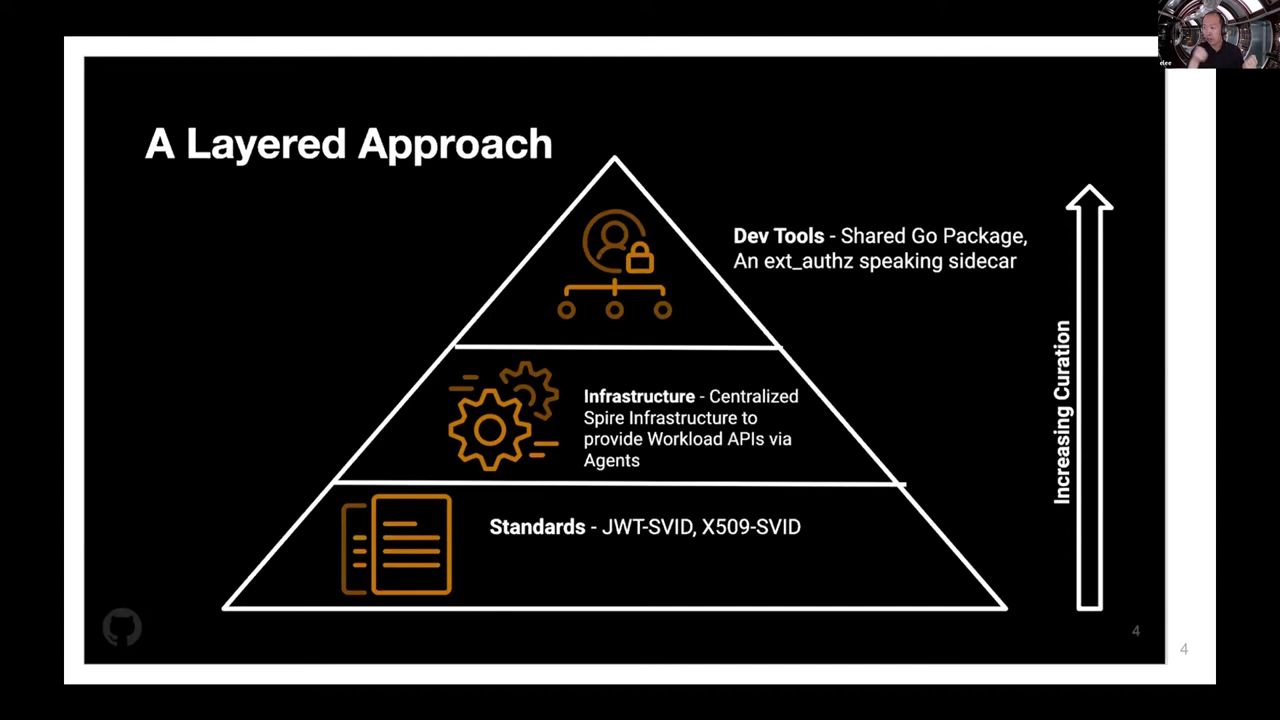 elee
A Layered Approach
Dev Tools - Shared Go Package,
An ext_authz speaking sidecar
Increasing Curation
Infrastructure - Centralized
Spire Infrastructure to
provide Workload APIs via
Agents
Standards - JWT-SVID, X509-SVID
4
4